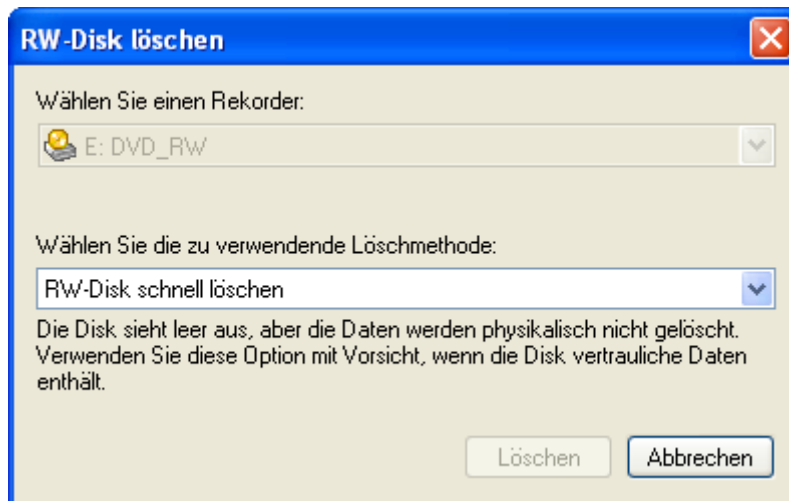 RW-Disk löschen
Wählen Sie einen Rekorder:
E: DVD_RW
Wählen Sie die zu verwendende Löschmethode:
RW-Disk schnell löschen
Die Disk sieht leer aus, aber die Daten werden physikalisch nicht gelöscht.
Verwenden Sie diese Option mit Vorsicht, wenn die Disk vertrauliche Daten
enthält.
Löschen
Abbrechen